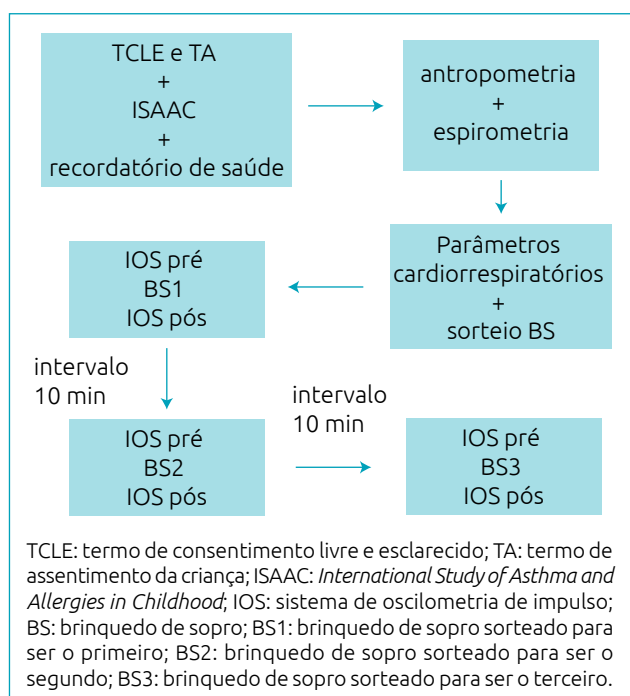 TCLE e TA
+
ISAAC
+
recordatório de saúde
antropometria
+
espirometria
Parâmetros
cardiorrespiratórios
+
sorteio BS
IOS pré
BS1
IOS pós
intervalo
10 min
IOS pré
BS2
IOS pós
intervalo
10 min
IOS pré
BS3
IOS pós
TCLE: termo de consentimento livre e esclarecido; TA: termo de
assentimento da criança; ISAAC: International Study of Asthma and
Allergies in Childhood; IOS: sistema de oscilometria de impulso;
BS: brinquedo de sopro; BS1: brinquedo de sopro sorteado para
ser o primeiro; BS2: brinquedo de sopro sorteado para ser o
segundo; BS3: brinquedo de sopro sorteado para ser o terceiro.